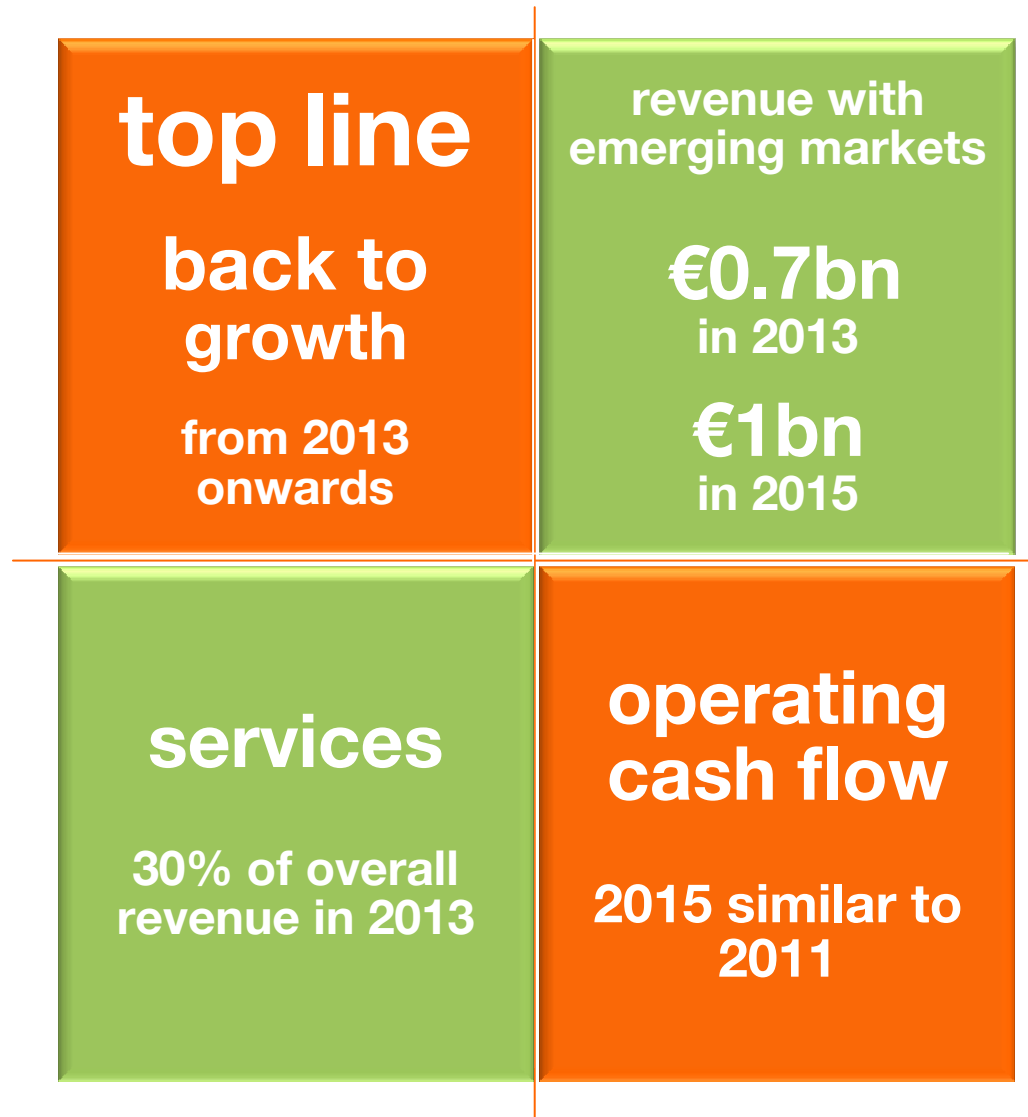 top line
back to
growth
from 2013
onwards
revenue with
emerging markets
€0.7bn
in 2013
€1bn
in 2015
services
30% of overall
revenue in 2013
operating
cash flow
2015 similar to
2011